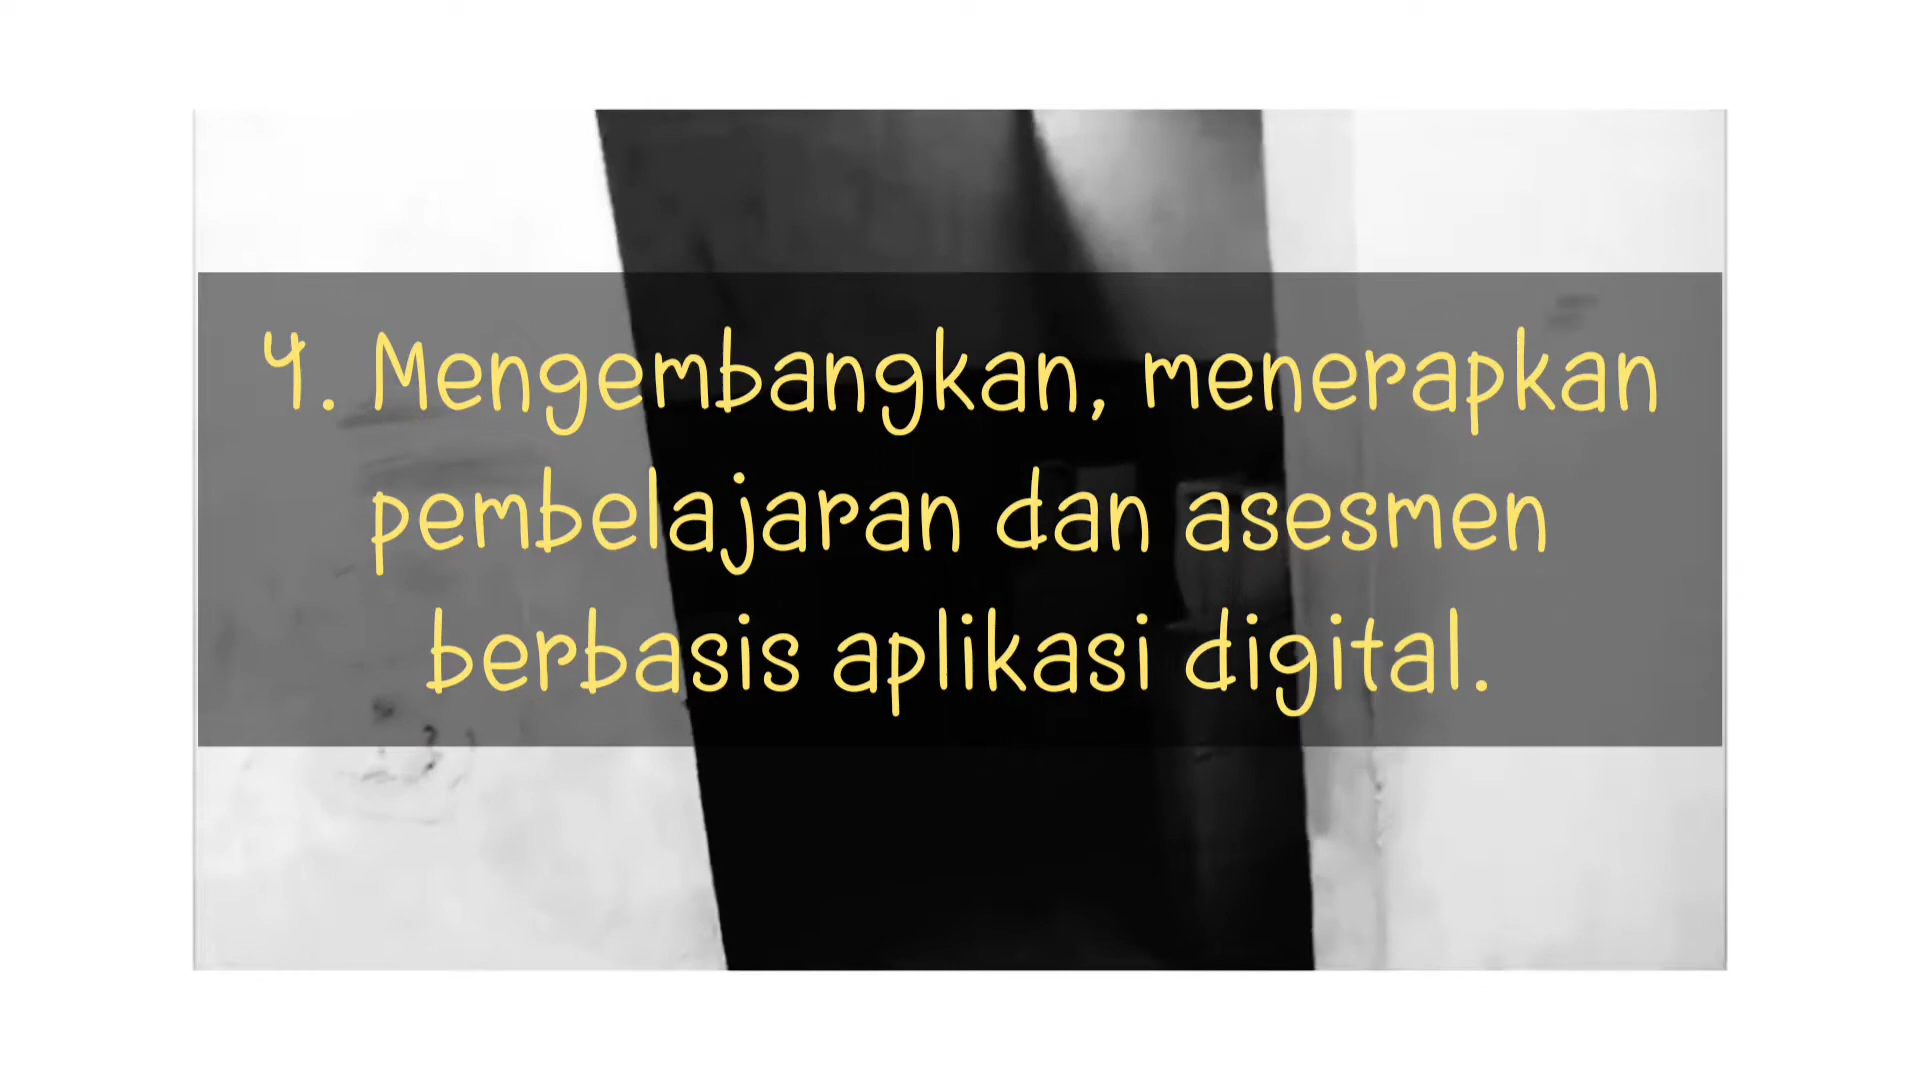 4. Mengembangkan, menerapkan
pembelajaran dan asesmen
berbasis aplikasi digital.